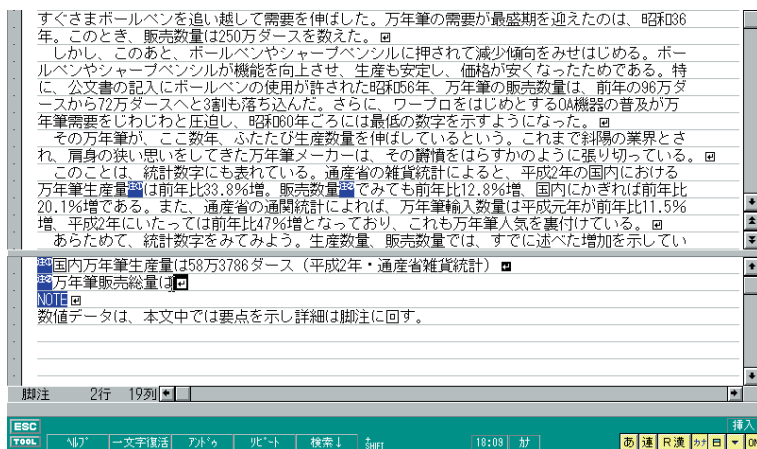 すぐさまボールペンを追い越して需要を伸ばした。万年筆の需要が最盛期を迎えたのは、昭和36
年。このとき、販売数量は250万ダースを数えた。
しかし、このあと、ボールペンやシャープペンシルに押されて減少傾向をみせはじめる。ボー
ルペンやシャープペンシルが機能を向上させ、生産も安定し、価格が安くなったためである。特
に、公文書の記入にボールペンの使用が許された昭和56年、万年筆の販売数量は、前年の96万ダ
ースから72万ダースへと3割も落ち込んだ。さらに、ワープロをはじめとするOA機器の普及が万
年筆需要をじわじわと圧迫し、昭和60年ごろには最低の数字を示すようになった。
その万年筆が、ここ数年、ふたたび生産数量を伸ばしているという。これまで斜陽の業界とさ
れ、肩身の狭い思いをしてきた万年筆メーカーは、その欝憤をはらすかのように張り切っている。
このことは、統計数字にも表れている。通産省の雑貨統計によると、平成2年の国内における
万年筆生産量注1は前年比33.8%増。販売数量注2でみても前年比12.8%増、国内にかぎれば前年比
20.1%増である。また、通産省の通関統計によれば、万年筆輸入数量は平成元年が前年比11.5%
増、平成2年にいたっては前年比47%増となっており、これも万年筆人気を裏付けている。
あらためて、統計数字をみてみよう。生産数量、販売数量では、すでに述べた増加を示してい
注1国内万年筆生産量は58万3786ダース（平成2年・通産省雑貨統計）
注2万年筆販売総量は
NOTE
数値データは、本文中では要点を示し詳細は脚注に回す。
脚注 2行 19列
ESC 挿入
TOOL ヘルプ 一文字復活 アンドゥ リピート 検索↓ SHIFT 18:09 カナ あ 連 R漢 カナ ON